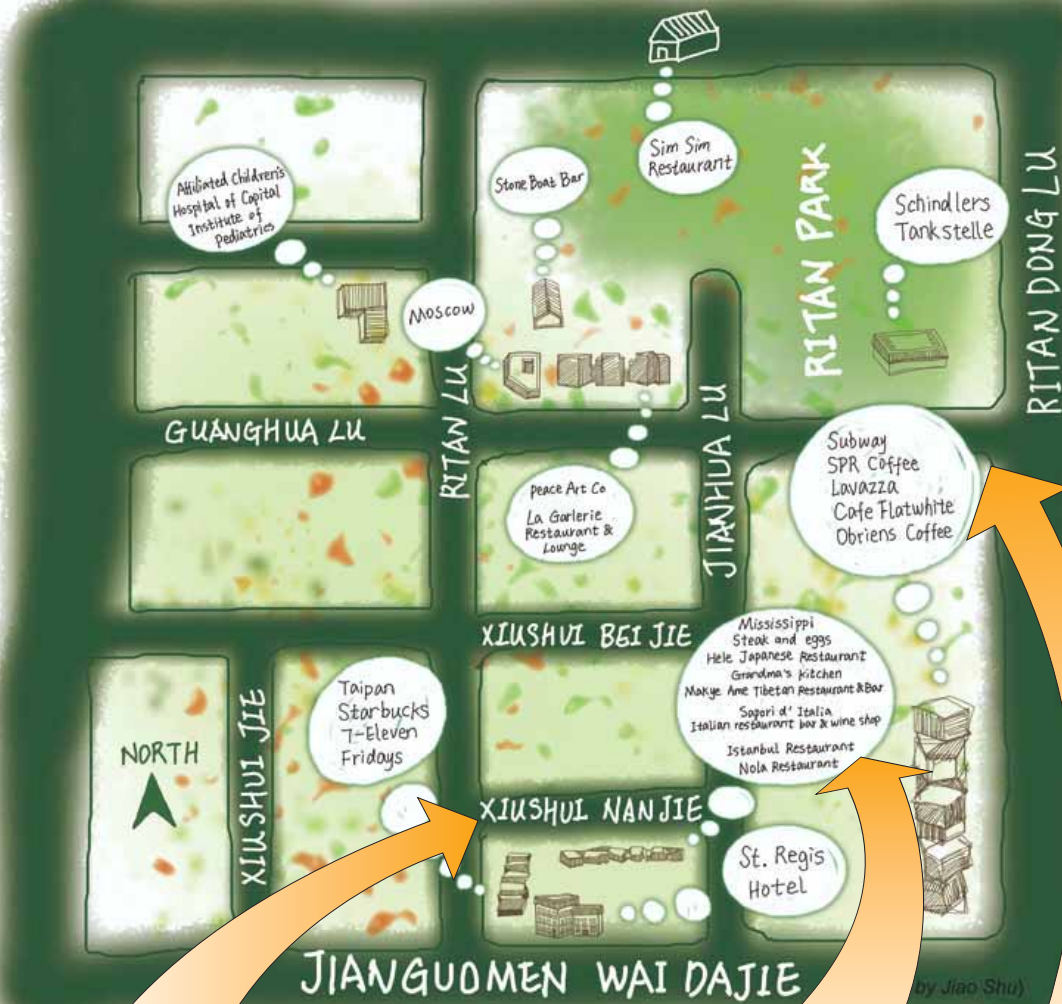 Sim Sim
Restaurant
Affiliated Children's
Hospital of Capital
Institute of
Pediatrics
Stone Boat Bar
RITAN PARK
Schindlers
Tankstelle
RITAN DONG LU
Moscow
GUANGHUA LU
RITAN LU
JIANHUA LU
Peace Art Co
La Garlerie
Restaurant &
Lounge
Subway
SPR Coffee
Lavazza
Cafe Flatwhite
Obriens Coffee
XIUSHUI BEI JIE
Mississippi
Steak and eggs
Hele Japanese Restaurant
Grandma's kitchen
Makye Ame Tibetan Restaurant & Bar
Sapori d' Italia
Italian restaurant bar & wine shop
Istanbul Restaurant
Nola Restaurant
Taipan
Starbucks
7-Eleven
Fridays
NORTH
XIUSHUI JIE
XIUSHUI NANJIE
St. Regis
Hotel
JIANGUOMEN WAI DAJIE
by Jiao Shu)